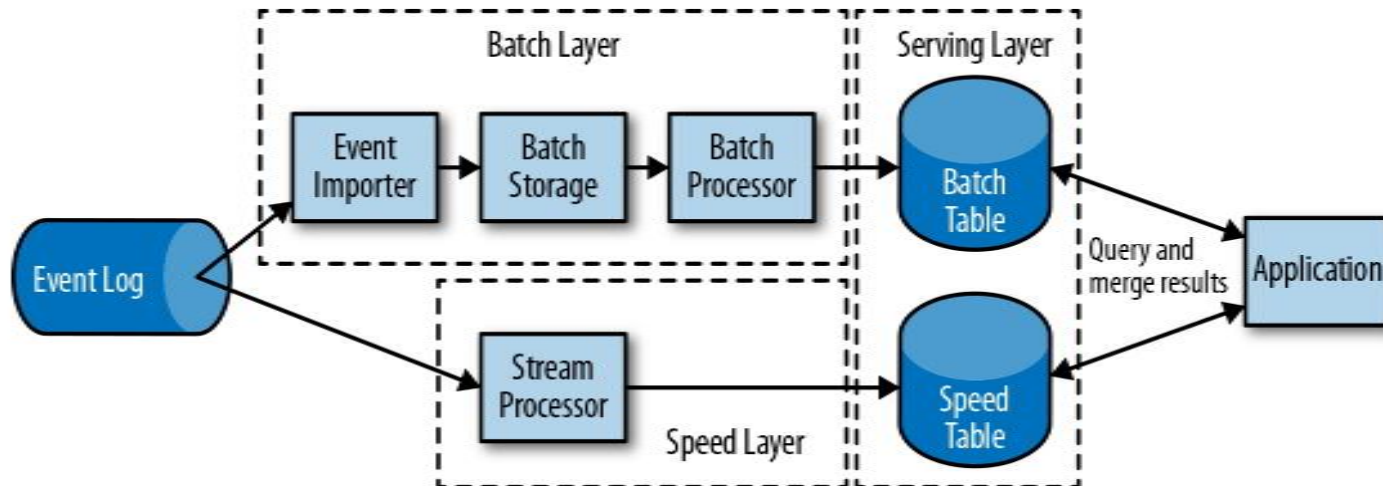 Batch Layer
Serving Layer
Event
Importer
Batch
Storage
Batch
Processor
Batch
Table
Event Log
Query and
merge results
Application
Stream
Processor
Speed
Table
Speed Layer